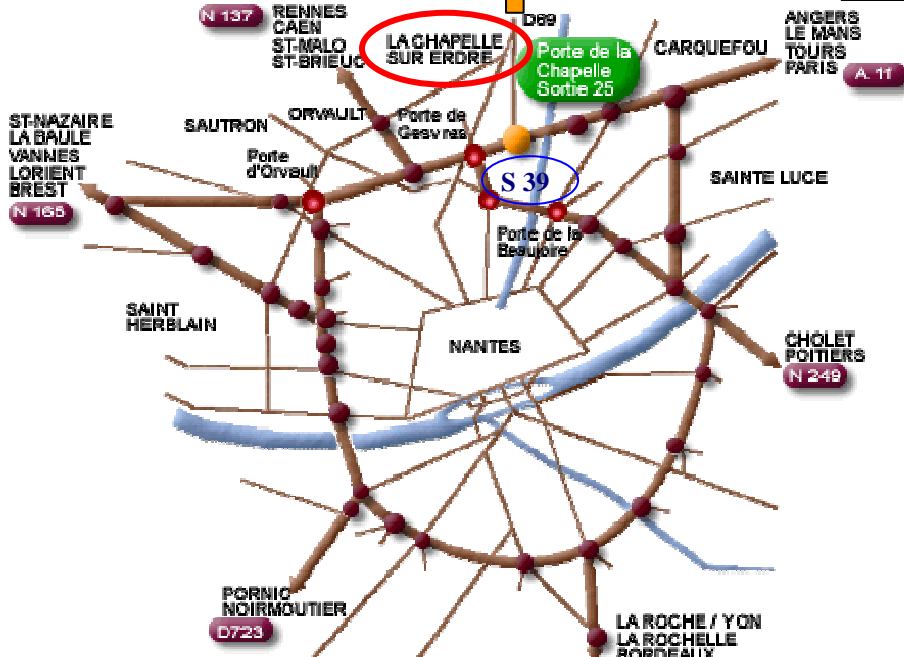 N 137
RENNES
CAEN
ST-MALO
ST-BRIEUC
LA CHAPELLE
SUR ERDRE
D69
Porte de la
Chapelle
Sortie 25
CARQUEFOU
ANGERS
LE MANS
TOURS
PARIS
A 11
ST-NAZAIRE
LA BAULE
VANNES
LORIENT
BREST
N 165
SAUTRON
ORVAULT
Porte de
Gesvres
Porte
d'Orvault
S 39
SAINTE LUCE
Porte de la
Beaujoire
SAINT
HERBLAIN
NANTES
CHOLET
POITIERS
N 249
PORNIC
NOIRMOUTIER
D723
LA ROCHE / YON
LA ROCHELLE
BORDEAUX